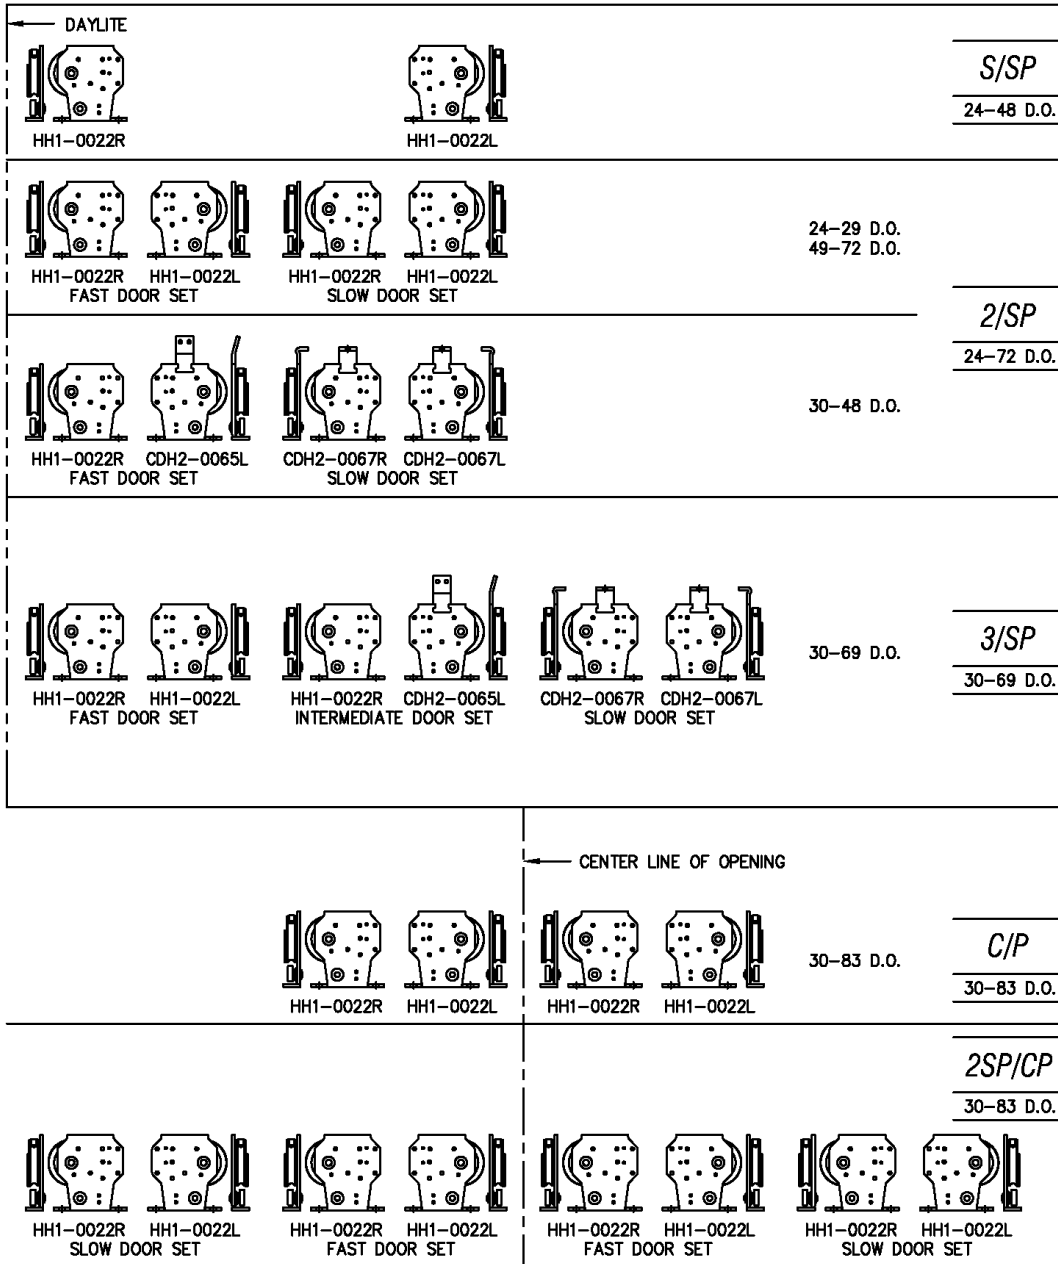 DAYLITE
HH1-0022R HH1-0022L
S/SP
24-48 D.O.
HH1-0022R HH1-0022L HH1-0022R HH1-0022L
FAST DOOR SET SLOW DOOR SET
24-29 D.O.
49-72 D.O.
2/SP
24-72 D.O.
30-48 D.O.
HH1-0022R CDH2-0065L CDH2-0067R CDH2-0067L
FAST DOOR SET SLOW DOOR SET
HH1-0022R HH1-0022L HH1-0022R CDH2-0065L CDH2-0067R CDH2-0067L
FAST DOOR SET INTERMEDIATE DOOR SET SLOW DOOR SET
30-69 D.O.
3/SP
30-69 D.O.
CENTER LINE OF OPENING
HH1-0022R HH1-0022L HH1-0022R HH1-0022L
30-83 D.O.
C/P
30-83 D.O.
2SP/CP
30-83 D.O.
HH1-0022R HH1-0022L HH1-0022R HH1-0022L HH1-0022R HH1-0022L HH1-0022R HH1-0022L
SLOW DOOR SET FAST DOOR SET FAST DOOR SET SLOW DOOR SET